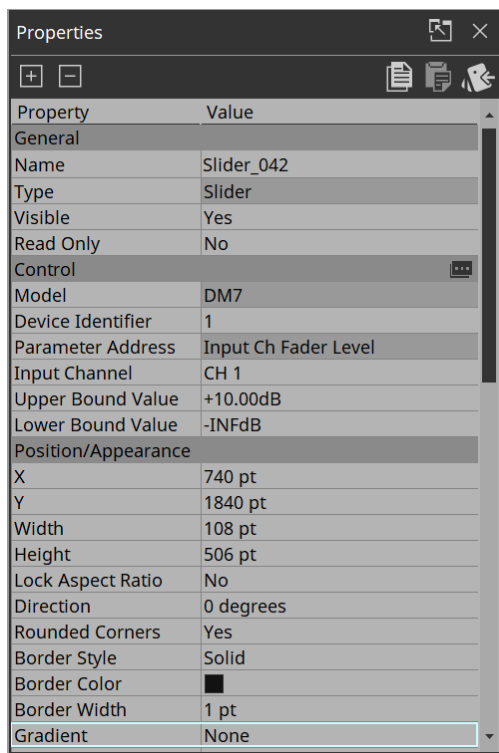 Properties
Property Value
General
Name Slider_042
Type Slider
Visible Yes
Read Only No
Control
Model DM7
Device Identifier 1
Parameter Address Input Ch Fader Level
Input Channel CH 1
Upper Bound Value +10.00dB
Lower Bound Value -INFdB
Position/Appearance
X 740 pt
Y 1840 pt
Width 108 pt
Height 506 pt
Lock Aspect Ratio No
Direction 0 degrees
Rounded Corners Yes
Border Style Solid
Border Color
Border Width 1 pt
Gradient None